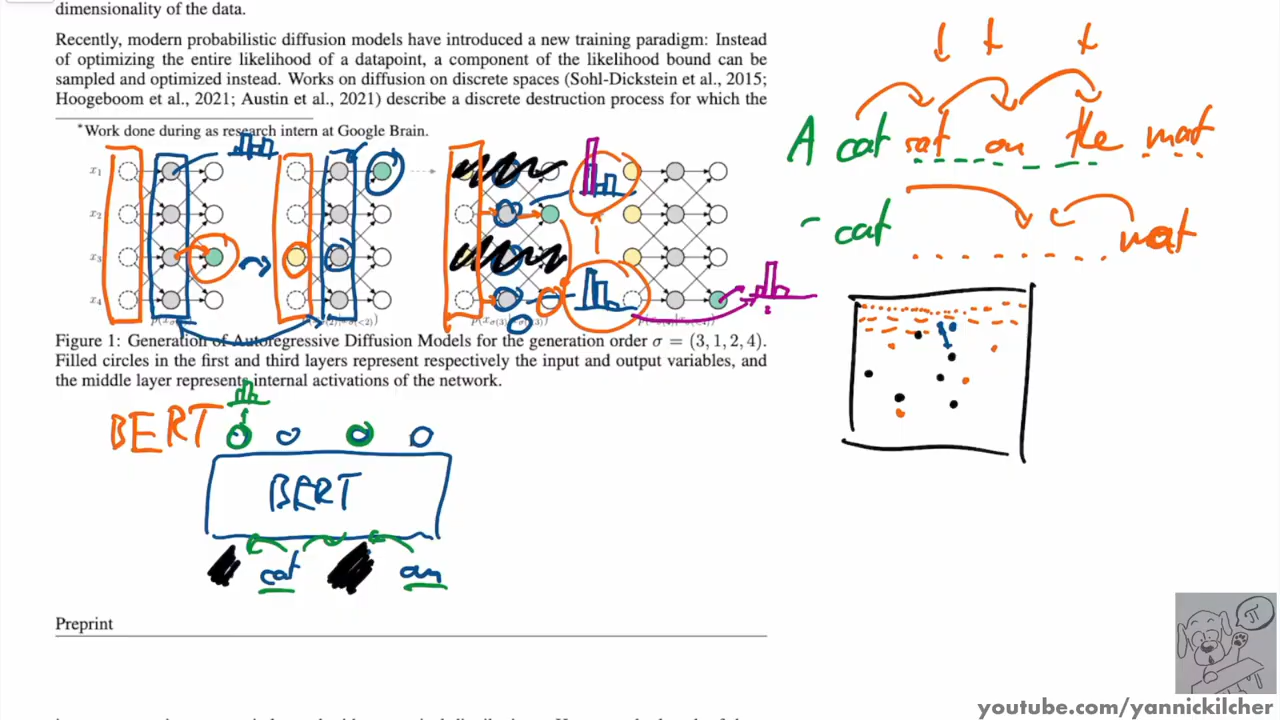 dimensionality of the data.
Recently, modern probabilistic diffusion models have introduced a new training paradigm: Instead
of optimizing the entire likelihood of a datapoint, a component of the likelihood bound can be
sampled and optimized instead. Works on diffusion on discrete spaces (Sohl-Dickstein et al., 2015;
Hoogeboom et al., 2021; Austin et al., 2021) describe a discrete destruction process for which the
*Work done during as research intern at Google Brain.
x1
x2
x3
x4
Figure 1: Generation of Autoregressive Diffusion Models for the generation order σ = (3, 1, 2, 4).
Filled circles in the first and third layers represent respectively the input and output variables, and
the middle layer represents internal activations of the network.
A cat sat on the mat
cat mat
BERT
BERT
cat
Preprint
π
youtube.com/yannickilcher